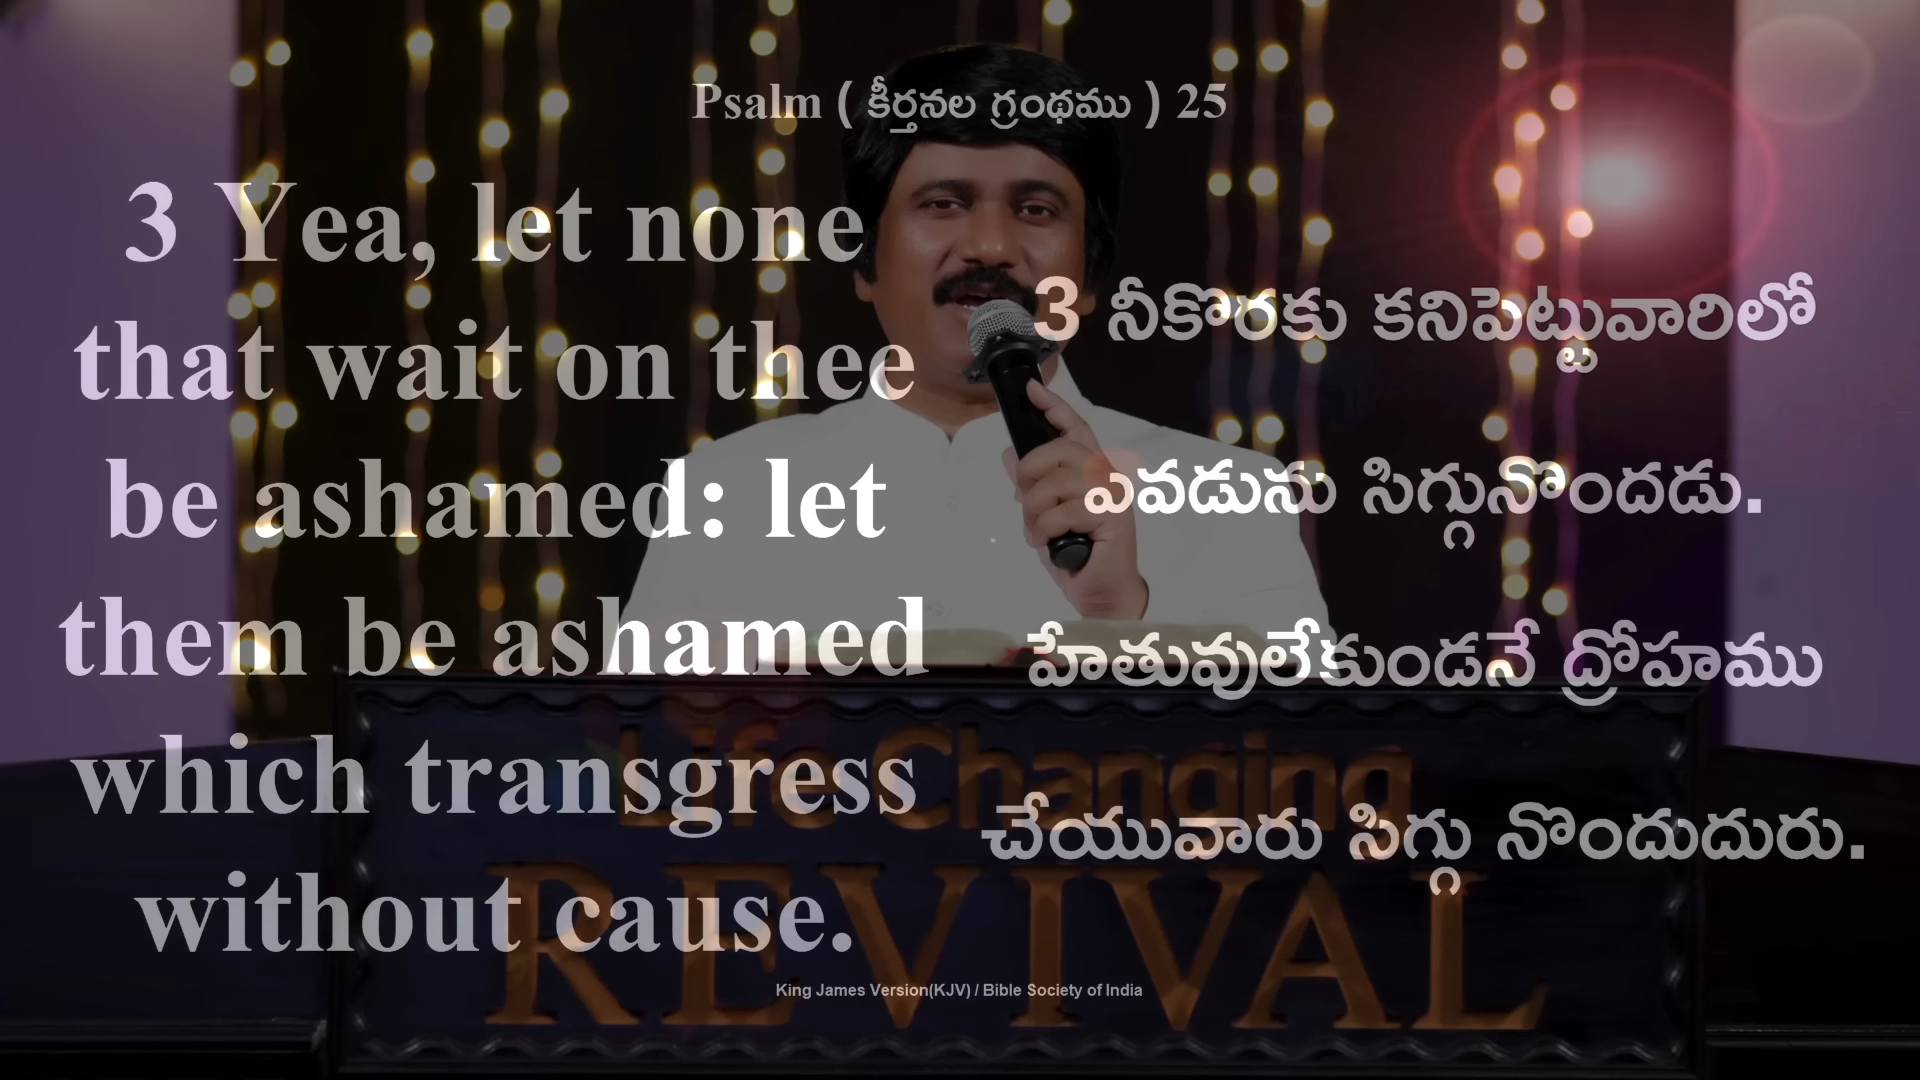 Psalm ( కీర్తనల గ్రంథము ) 25
3 Yea, let none
that wait on thee
be ashamed: let
them be ashamed
which transgress
without cause.
3 నీకొరకు కనిపెట్టువారిలో
ఎవడును సిగ్గునొందడు.
హేతువులేకుండనే ద్రోహము
చేయువారు సిగ్గు నొందుదురు.
Life Changing
REVIVAL
King James Version(KJV) / Bible Society of India